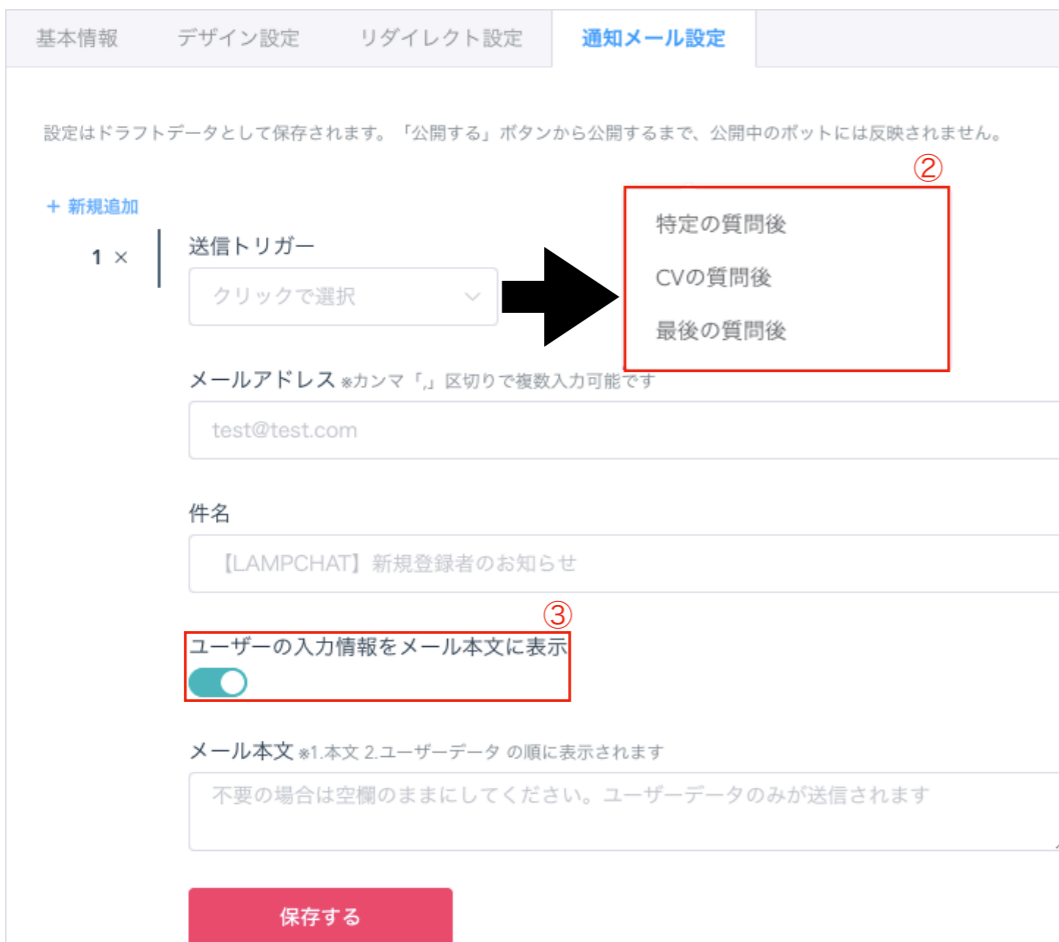 基本情報 デザイン設定 リダイレクト設定 通知メール設定
設定はドラフトデータとして保存されます。「公開する」ボタンから公開するまで、公開中のボットには反映されません。
②
+ 新規追加
1 ×
送信トリガー
クリックで選択
特定の質問後
CVの質問後
最後の質問後
メールアドレス ※カンマ「,」区切りで複数入力可能です
test@test.com
件名
【LAMPCHAT】新規登録者のお知らせ
③
ユーザーの入力情報をメール本文に表示
メール本文 ※1.本文 2.ユーザーデータ の順に表示されます
不要の場合は空欄のままにしてください。ユーザーデータのみが送信されます
保存する